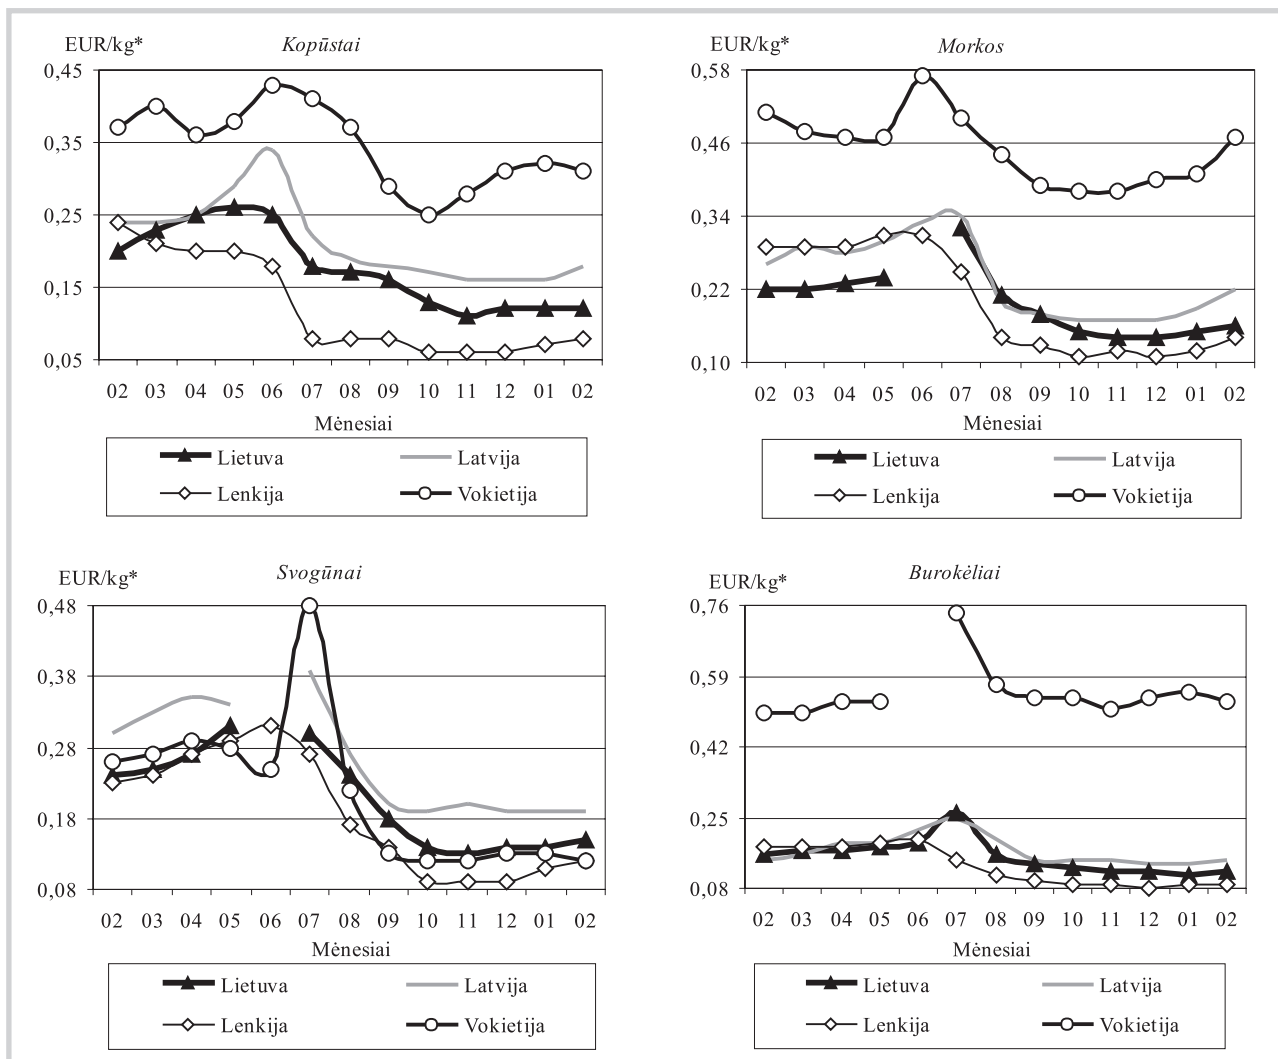 EUR/kg* Kopūstai
0,45
0,35
0,25
0,15
0,05
02 03 04 05 06 07 08 09 10 11 12 01 02
Mėnesiai
Lietuva Latvija
Lenkija Vokietija
EUR/kg* Morkos
0,58
0,46
0,34
0,22
0,10
02 03 04 05 06 07 08 09 10 11 12 01 02
Mėnesiai
Lietuva Latvija
Lenkija Vokietija
EUR/kg* Svogūnai
0,48
0,38
0,28
0,18
0,08
02 03 04 05 06 07 08 09 10 11 12 01 02
Mėnesiai
Lietuva Latvija
Lenkija Vokietija
EUR/kg* Burokėliai
0,76
0,59
0,42
0,25
0,08
02 03 04 05 06 07 08 09 10 11 12 01 02
Mėnesiai
Lietuva Latvija
Lenkija Vokietija